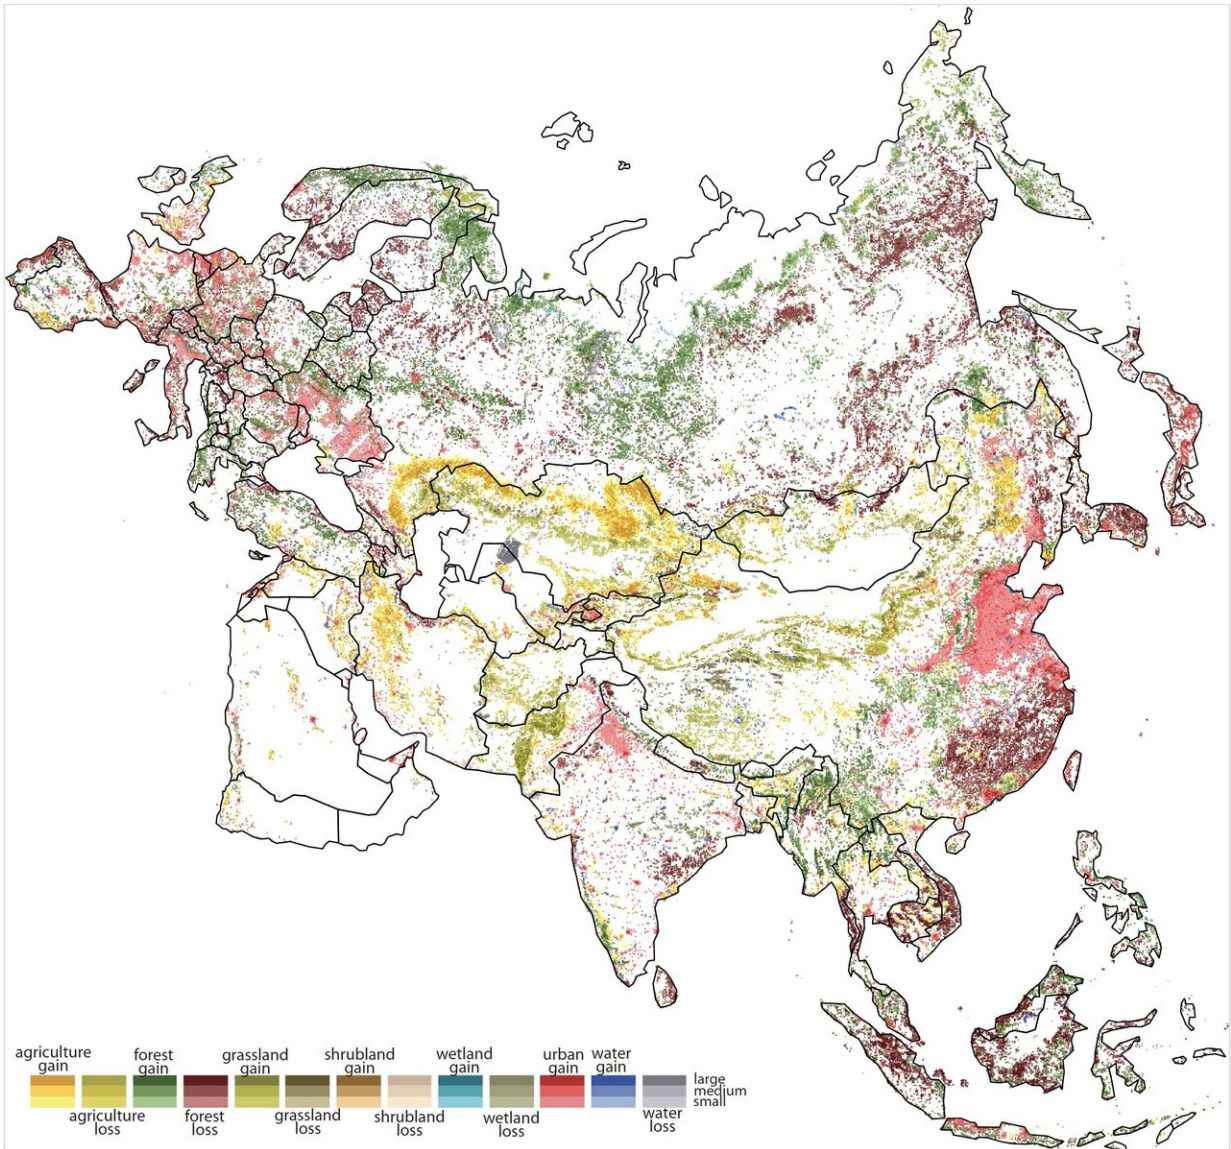 agriculture gain
forest gain
grassland gain
shrubland gain
wetland gain
urban gain
water gain
large
medium
small
agriculture loss
forest loss
grassland loss
shrubland loss
wetland loss
water loss